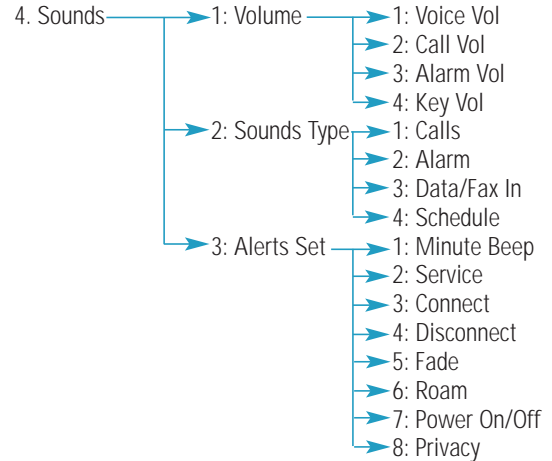 4. Sounds 1: Volume 1: Voice Vol
2: Call Vol
3: Alarm Vol
4: Key Vol
2: Sounds Type 1: Calls
2: Alarm
3: Data/Fax In
4: Schedule
3: Alerts Set 1: Minute Beep
2: Service
3: Connect
4: Disconnect
5: Fade
6: Roam
7: Power On/Off
8: Privacy